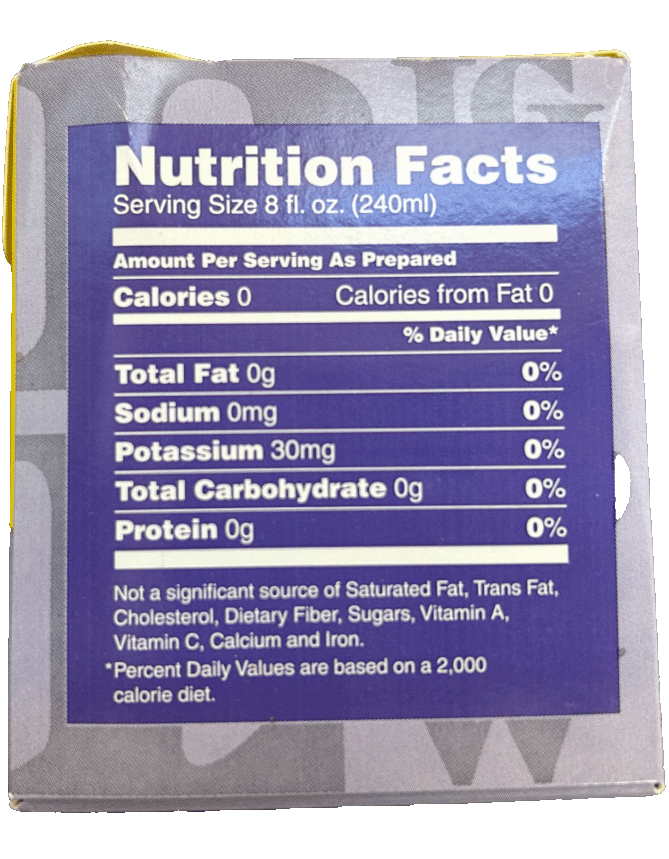 Nutrition Facts
Serving Size 8 fl. oz. (240ml)
Amount Per Serving As Prepared
Calories 0 Calories from Fat 0
% Daily Value*
Total Fat 0g 0%
Sodium 0mg 0%
Potassium 30mg 0%
Total Carbohydrate 0g 0%
Protein 0g 0%
Not a significant source of Saturated Fat, Trans Fat,
Cholesterol, Dietary Fiber, Sugars, Vitamin A,
Vitamin C, Calcium and Iron.
*Percent Daily Values are based on a 2,000
calorie diet.